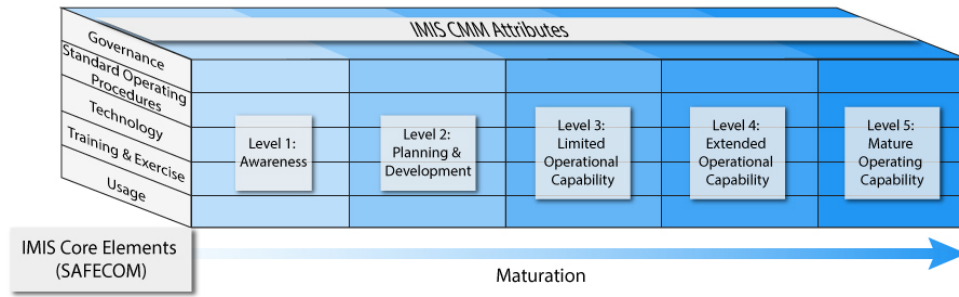 IMIS CMM Attributes
Governance
Standard Operating
Procedures
Technology
Training & Exercise
Usage
Level 1:
Awareness
Level 2:
Planning &
Development
Level 3:
Limited
Operational
Capability
Level 4:
Extended
Operational
Capability
Level 5:
Mature
Operating
Capability
IMIS Core Elements
(SAFECOM)
Maturation